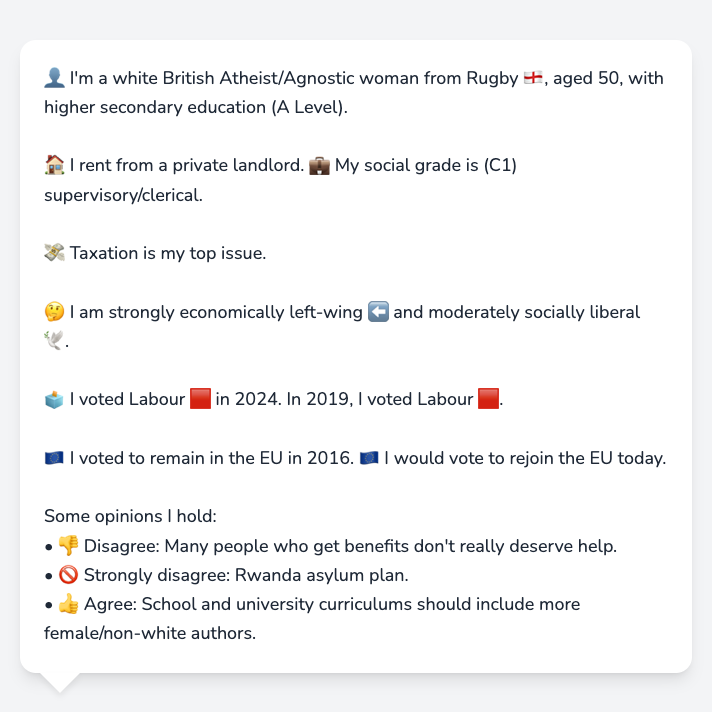 👤 I'm a white British Atheist/Agnostic woman from Rugby 🏴󠁧󠁢󠁥󠁮󠁧󠁿, aged 50, with
higher secondary education (A Level).
🏠 I rent from a private landlord. 💼 My social grade is (C1)
supervisory/clerical.
💸 Taxation is my top issue.
🤔 I am strongly economically left-wing ⬅️ and moderately socially liberal
🕊️.
🗳️ I voted Labour 🟥 in 2024. In 2019, I voted Labour 🟥.
🇪🇺 I voted to remain in the EU in 2016. 🇪🇺 I would vote to rejoin the EU today.
Some opinions I hold:
• 👎 Disagree: Many people who get benefits don't really deserve help.
• 🚫 Strongly disagree: Rwanda asylum plan.
• 👍 Agree: School and university curriculums should include more
female/non-white authors.